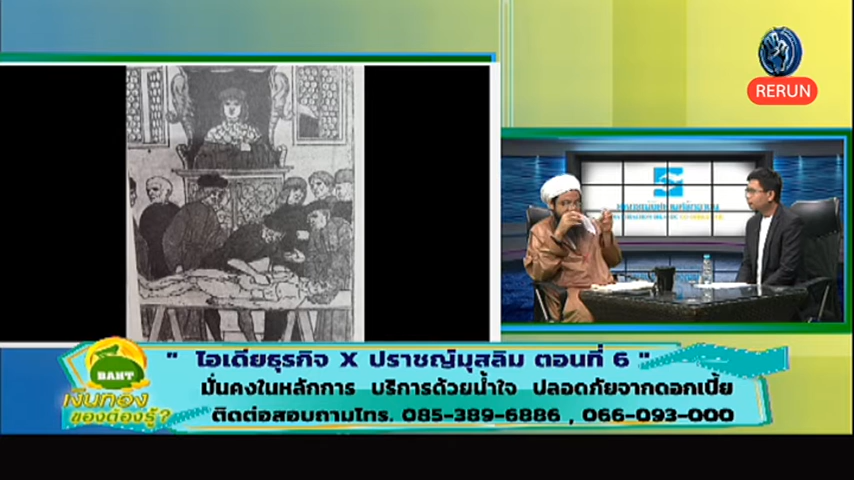 RERUN
" ไอเดียธุรกิจ X ปราชญ์มุสลิม ตอนที่ 6 "
BAHT
เงินทอง
ของต้องรู้?
มั่นคงในหลักการ บริการด้วยน้ำใจ ปลอดภัยจากดอกเบี้ย
ติดต่อสอบถามโทร. 085-389-6886 , 066-093-000